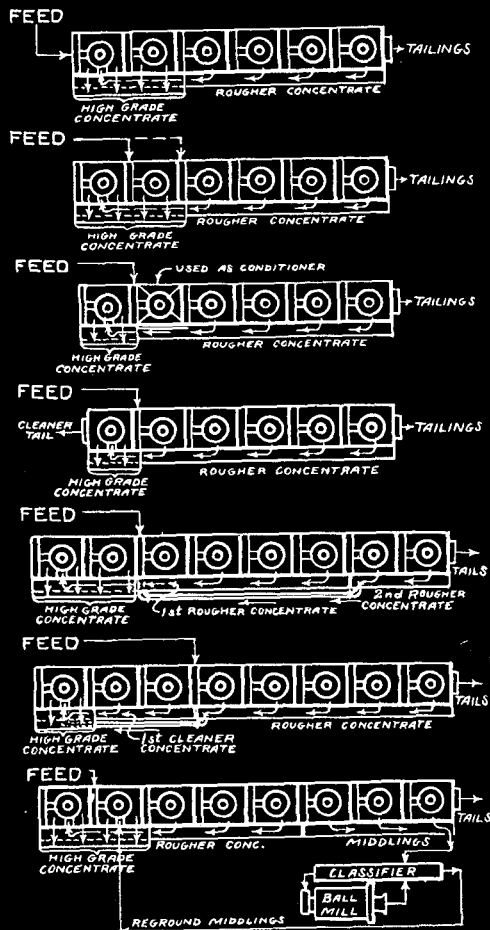 FEED
TAILINGS
ROUGHER CONCENTRATE
HIGH GRADE
CONCENTRATE
FEED
TAILINGS
ROUGHER CONCENTRATE
HIGH GRADE
CONCENTRATE
FEED
USED AS CONDITIONER
TAILINGS
ROUGHER CONCENTRATE
HIGH GRADE
CONCENTRATE
FEED
CLEANER
TAIL
TAILINGS
ROUGHER CONCENTRATE
HIGH GRADE
CONCENTRATE
FEED
TAILS
HIGH GRADE
CONCENTRATE
1st ROUGHER CONCENTRATE
2nd ROUGHER
CONCENTRATE
FEED
TAILS
ROUGHER CONCENTRATE
HIGH GRADE
CONCENTRATE
1st CLEANER
CONCENTRATE
FEED
TAILS
ROUGHER CONC.
MIDDLINGS
HIGH GRADE
CONCENTRATE
CLASSIFIER
BALL
MILL
REGROUND MIDDLINGS